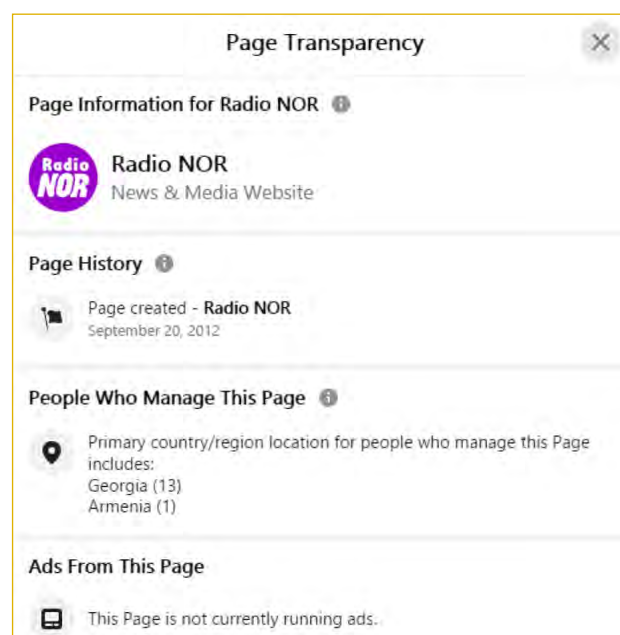 Page Transparency
Page Information for Radio NOR
Radio
NOR
Radio NOR
News & Media Website
Page History
Page created - Radio NOR
September 20, 2012
People Who Manage This Page
Primary country/region location for people who manage this Page
includes:
Georgia (13)
Armenia (1)
Ads From This Page
This Page is not currently running ads.